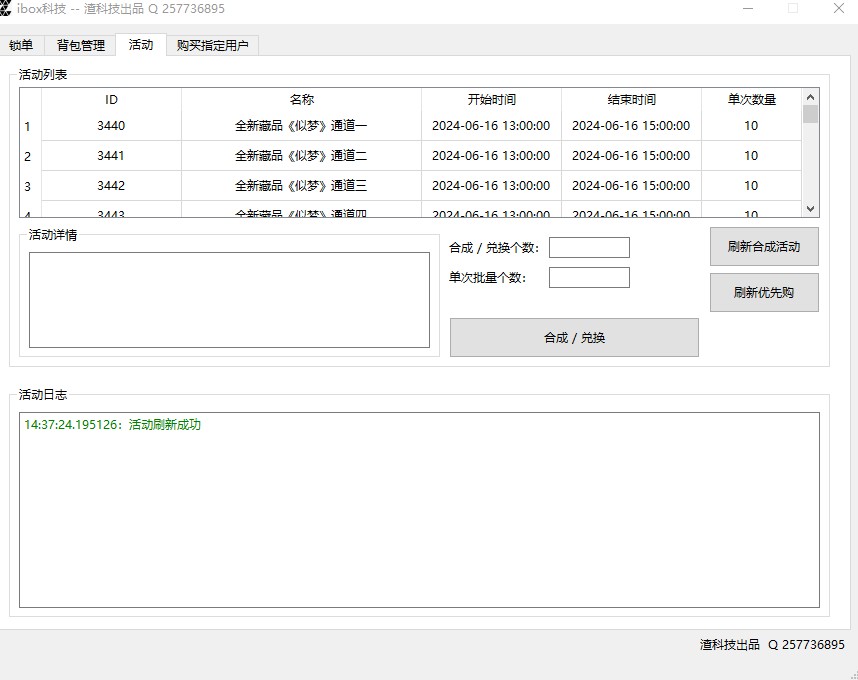 ibox科技 -- 渣科技出品 Q 257736895
锁单 背包管理 活动 购买指定用户
活动列表
ID 名称 开始时间 结束时间 单次数量
1 3440 全新藏品《似梦》通道一 2024-06-16 13:00:00 2024-06-16 15:00:00 10
2 3441 全新藏品《似梦》通道二 2024-06-16 13:00:00 2024-06-16 15:00:00 10
3 3442 全新藏品《似梦》通道三 2024-06-16 13:00:00 2024-06-16 15:00:00 10
4 3443 全新藏品《似梦》通道四 2024-06-16 13:00:00 2024-06-16 15:00:00 10
活动详情
合成 / 兑换个数:
单次批量个数:
刷新合成活动
刷新优先购
合成 / 兑换
活动日志
14:37:24.195126: 活动刷新成功
渣科技出品 Q 257736895